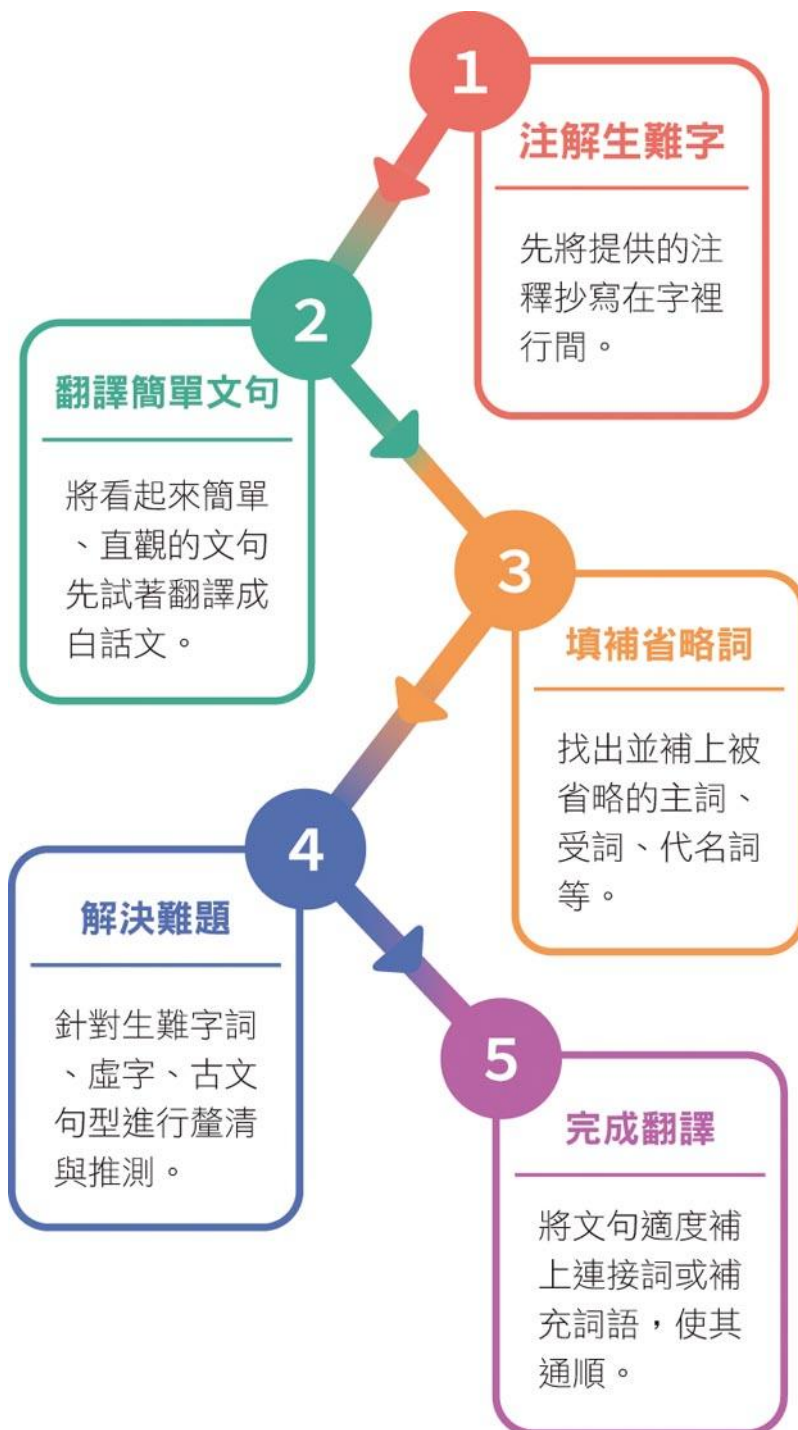 1
注解生難字
先將提供的注
釋抄寫在字裡
行間。
2
翻譯簡單文句
將看起來簡單
、直觀的文句
先試著翻譯成
白話文。
3
填補省略詞
找出並補上被
省略的主詞、
受詞、代名詞
等。
4
解決難題
針對生難字詞
、虛字、古文
句型進行釐清
與推測。
5
完成翻譯
將文句適度補
上連接詞或補
充詞語，使其
通順。